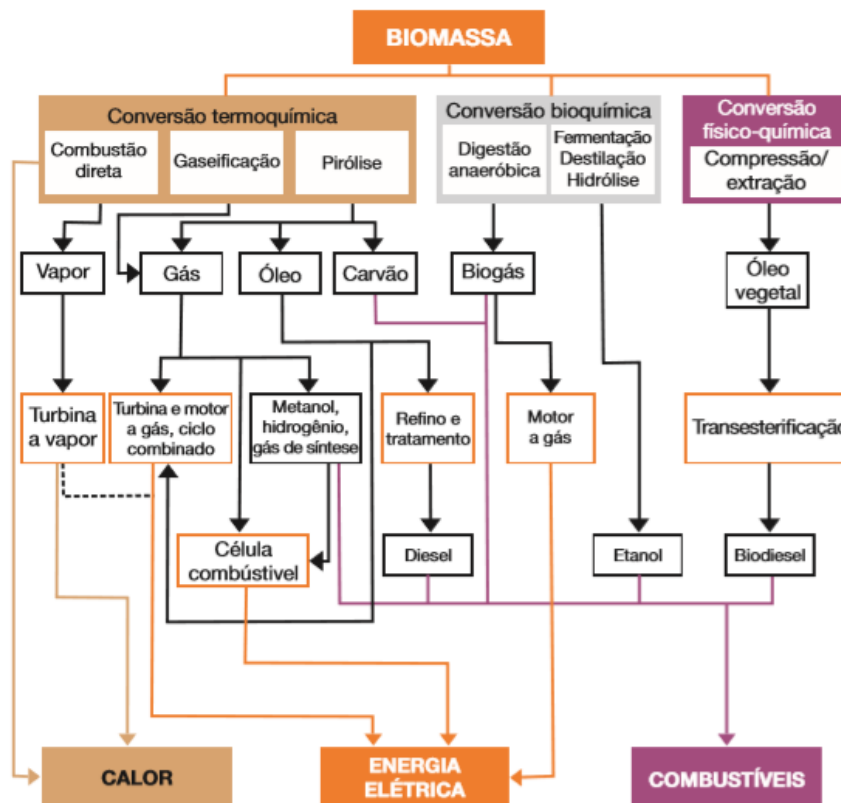 BIOMASSA
Conversão termoquímica
Combustão
direta
Gaseificação
Pirólise
Conversão bioquímica
Digestão
anaeróbica
Fermentação
Destilação
Hidrólise
Conversão
físico-química
Compressão/
extração
Vapor
Gás
Óleo
Carvão
Biogás
Óleo
vegetal
Turbina
a vapor
Turbina e motor
a gás, ciclo
combinado
Metanol,
hidrogênio,
gás de síntese
Refino e
tratamento
Motor
a gás
Transesterificação
Célula
combústivel
Diesel
Etanol
Biodiesel
CALOR
ENERGIA
ELÉTRICA
COMBUSTÍVEIS